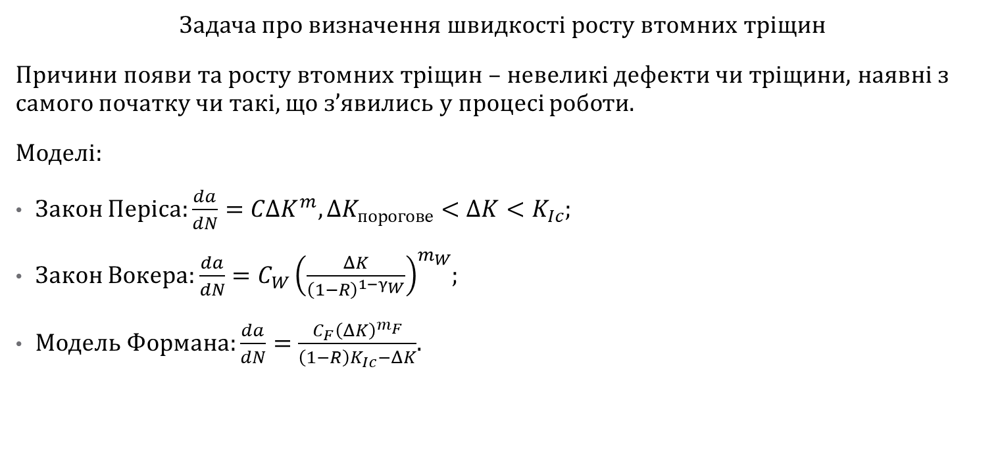 Задача про визначення швидкості росту втомних тріщин
Причини появи та росту втомних тріщин – невеликі дефекти чи тріщини, наявні з
самого початку чи такі, що з’явились у процесі роботи.
Моделі:
• Закон Періса: $\frac{da}{dN} = C\Delta K^m, \Delta K_{порогове} < \Delta K < K_{Ic}$;
• Закон Вокера: $\frac{da}{dN} = C_W \left(\frac{\Delta K}{(1-R)^{1-\gamma_W}}\right)^{m_W}$;
• Модель Формана: $\frac{da}{dN} = \frac{C_F(\Delta K)^{m_F}}{(1-R)K_{Ic}-\Delta K}$.